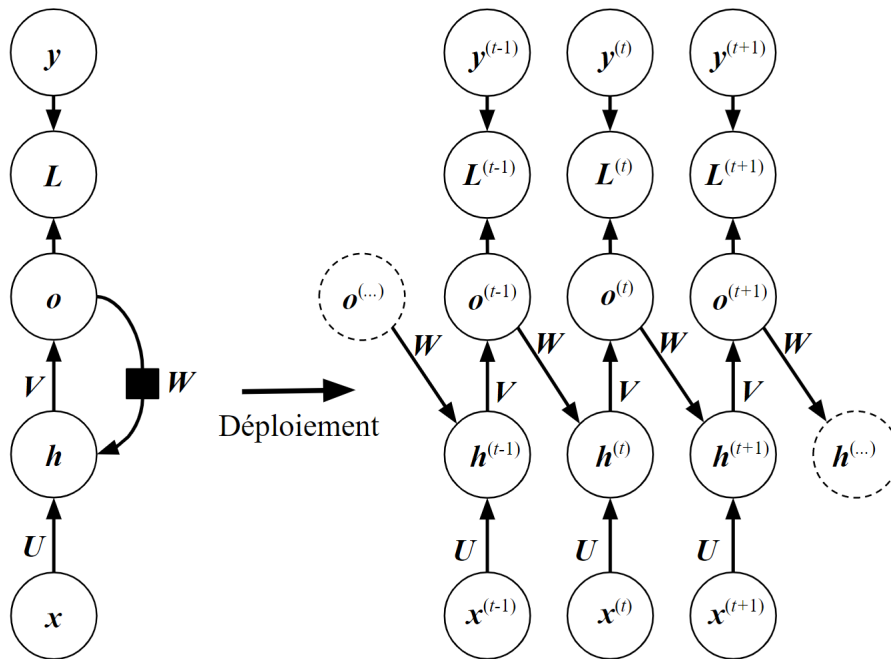 y y^(t-1) y^(t) y^(t+1)
L L^(t-1) L^(t) L^(t+1)
o o^(...) o^(t-1) o^(t) o^(t+1)
W W W W
V W V V V
Déploiement
h h^(t-1) h^(t) h^(t+1) h^(...)
U U U U
x x^(t-1) x^(t) x^(t+1)